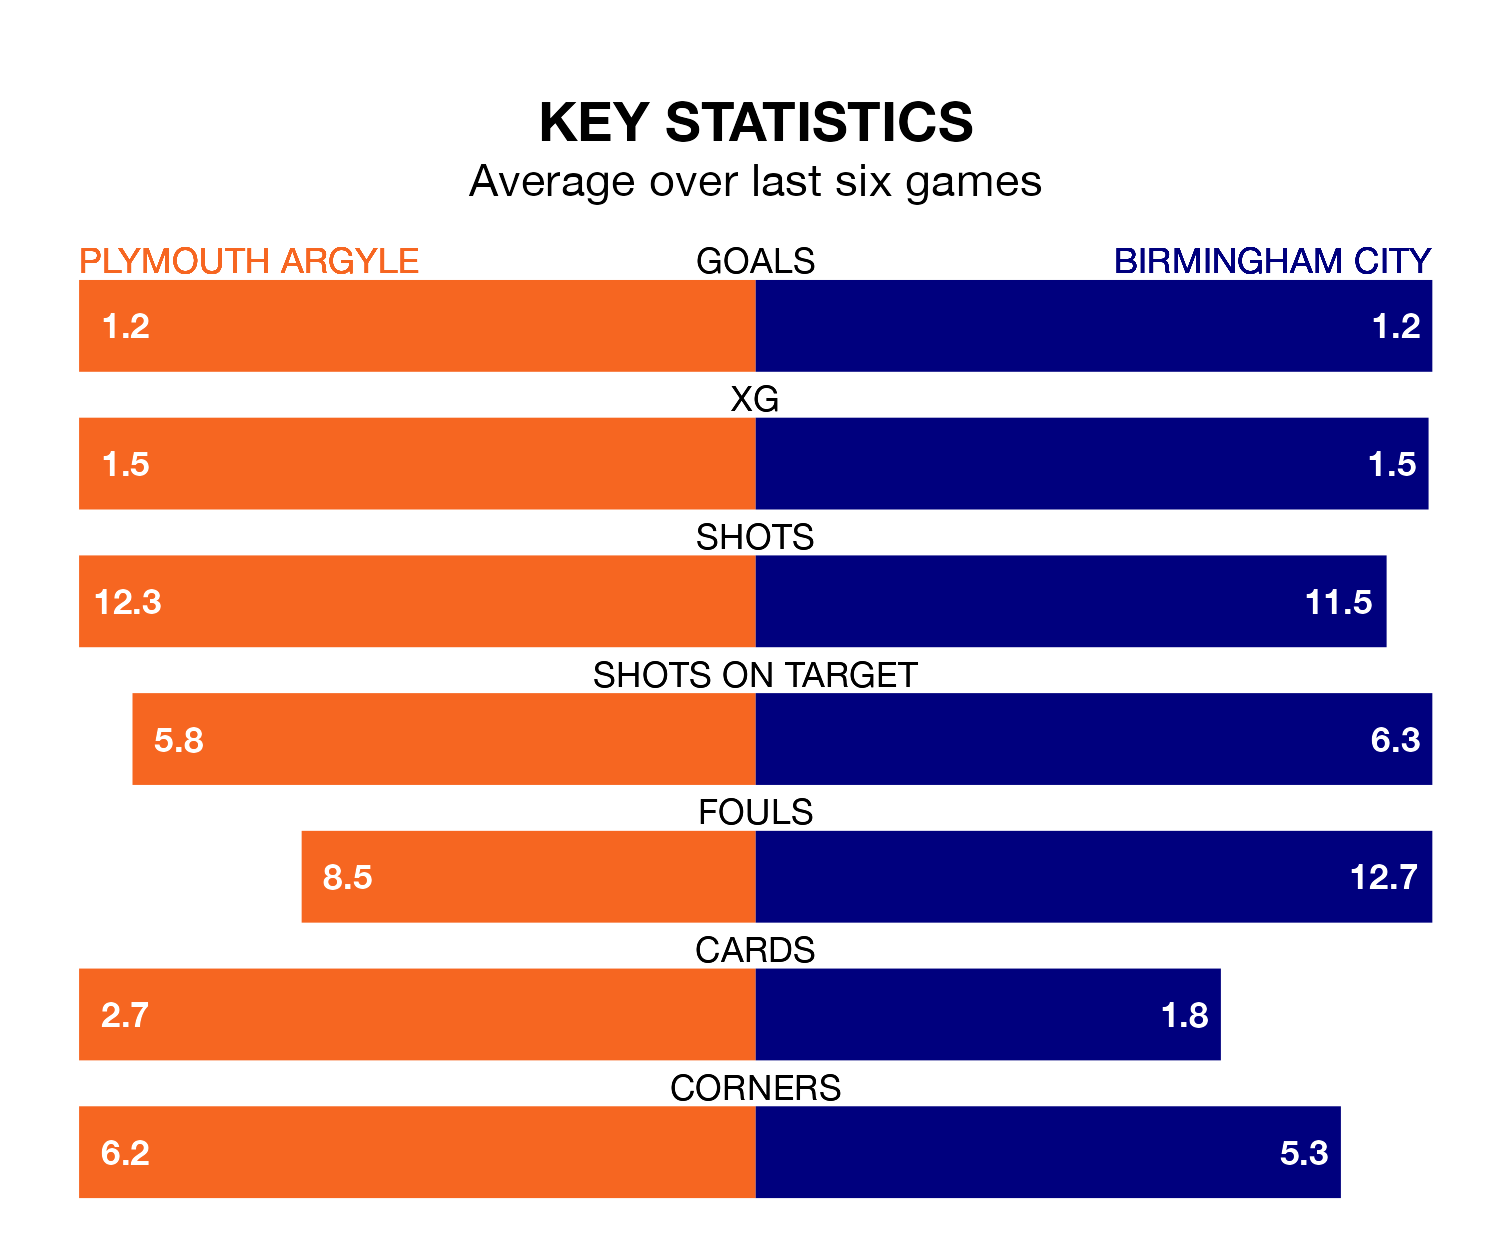 KEY STATISTICS
Average over last six games
PLYMOUTH ARGYLE GOALS BIRMINGHAM CITY
1.2 1.2
XG
1.5 1.5
SHOTS
12.3 11.5
SHOTS ON TARGET
5.8 6.3
FOULS
8.5 12.7
CARDS
2.7 1.8
CORNERS
6.2 5.3